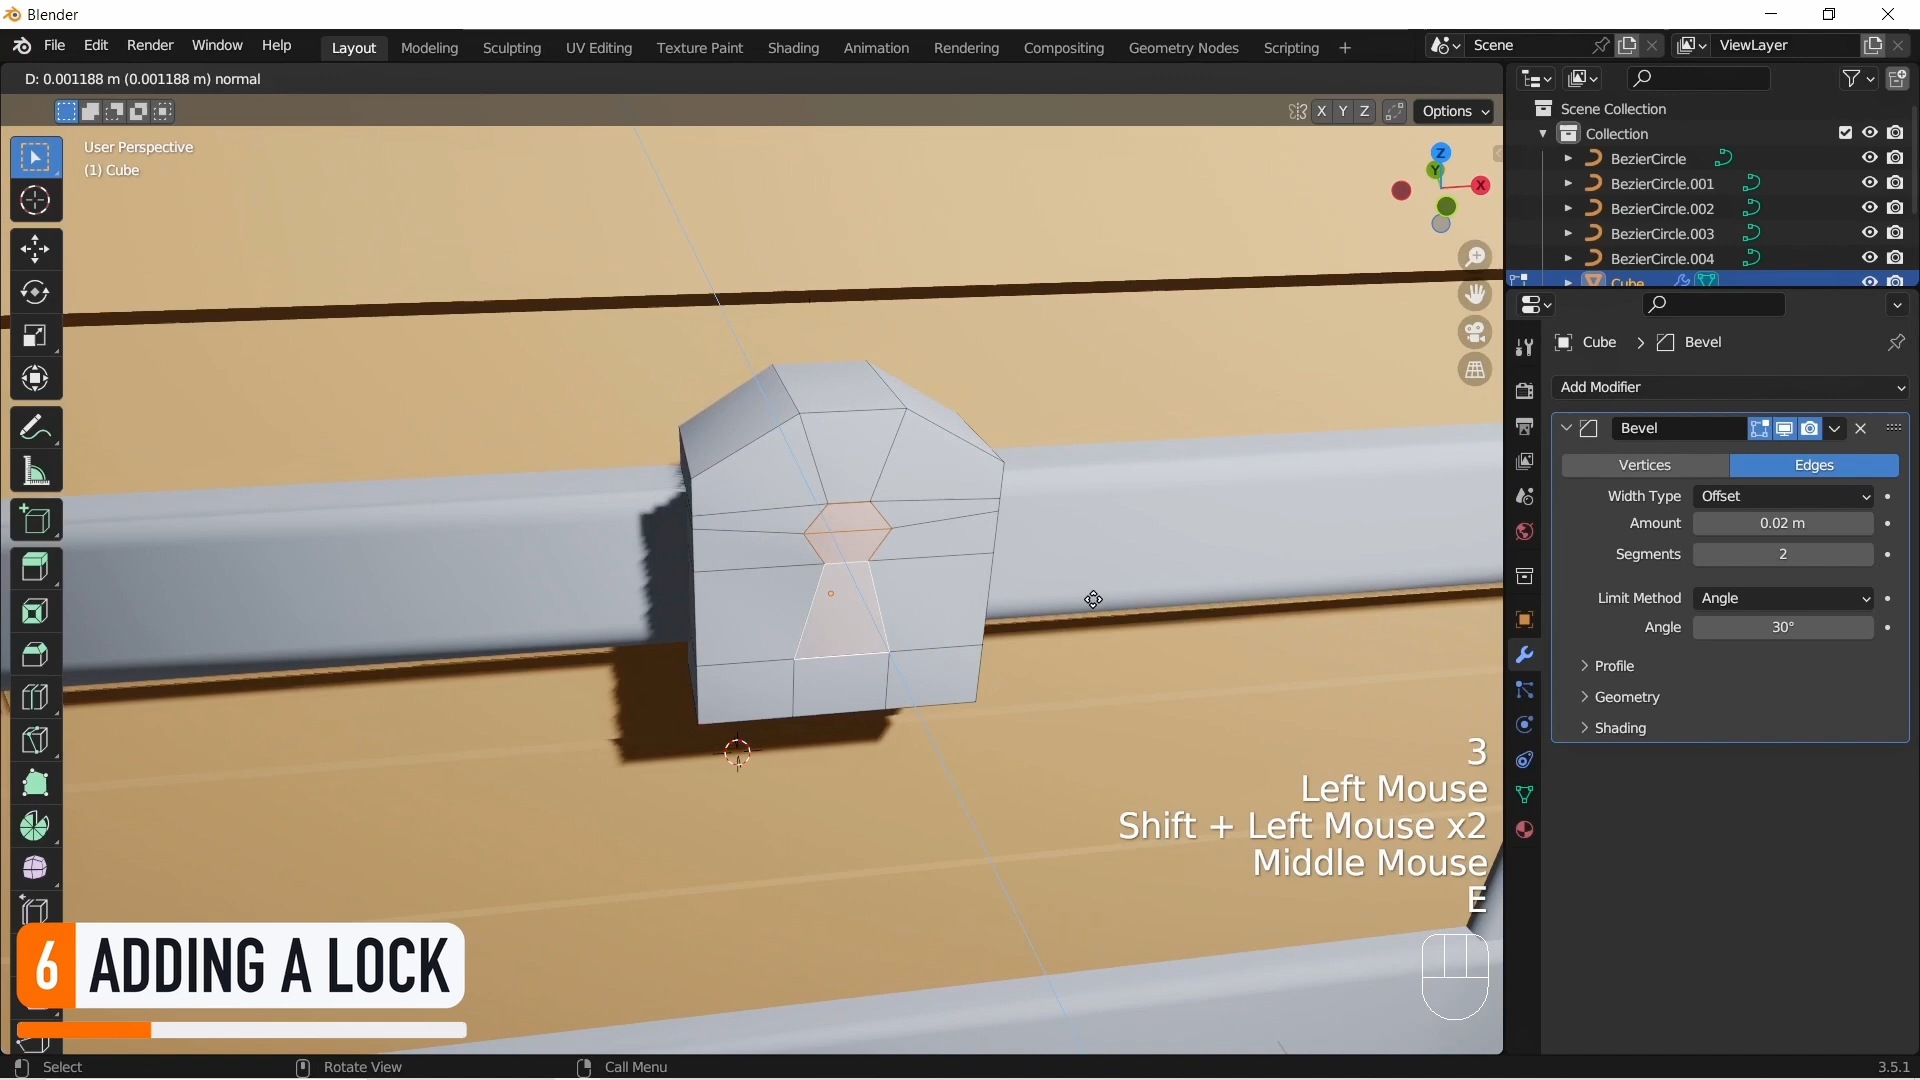 Blender
File Edit Render Window Help Layout Modeling Sculpting UV Editing Texture Paint Shading Animation Rendering Compositing Geometry Nodes Scripting + Scene ViewLayer
D: 0.001188 m (0.001188 m) normal
X Y Z Options
User Perspective
(1) Cube
Z
Y
X
Scene Collection
Collection
BezierCircle
BezierCircle.001
BezierCircle.002
BezierCircle.003
BezierCircle.004
Cube
Cube > Bevel
Add Modifier
Bevel
Vertices Edges
Width Type Offset
Amount 0.02 m
Segments 2
Limit Method Angle
Angle 30°
Profile
Geometry
Shading
3
Left Mouse
Shift + Left Mouse x2
Middle Mouse
E
6 ADDING A LOCK
Select Rotate View Call Menu 3.5.1